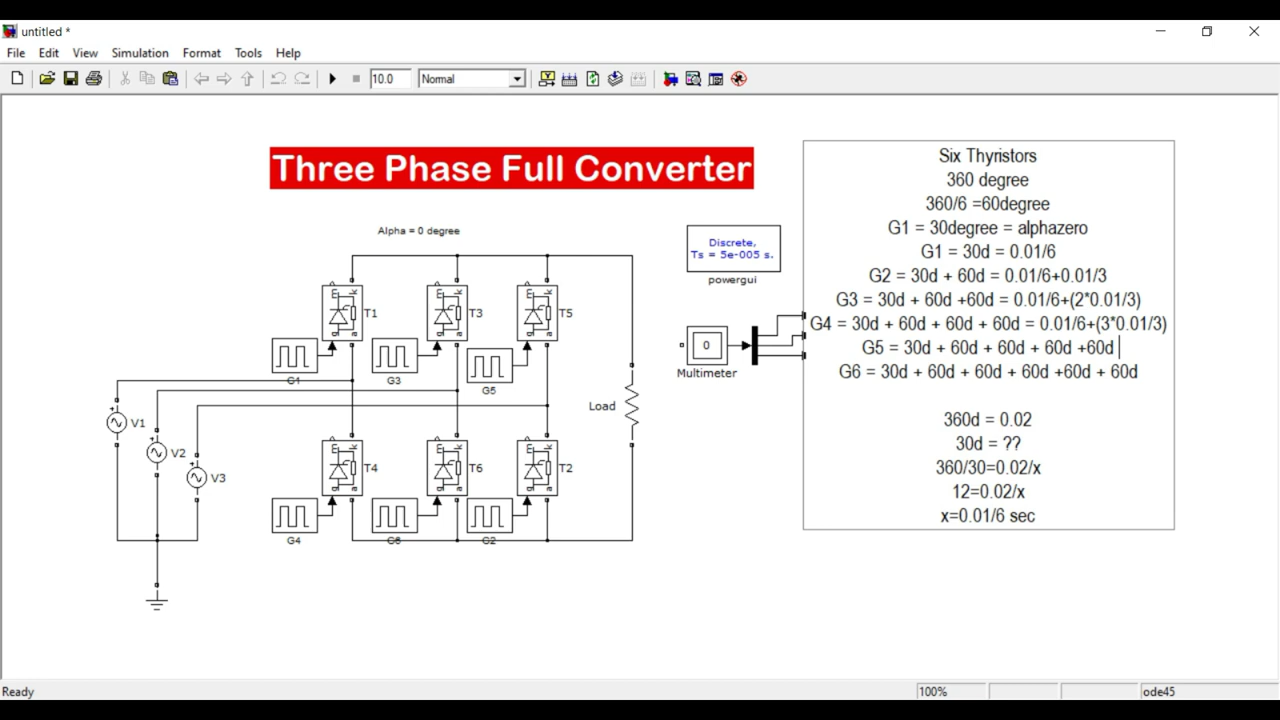 untitled *
File Edit View Simulation Format Tools Help
10.0 Normal
Three Phase Full Converter
Alpha = 0 degree
Discrete,
Ts = 5e-005 s.
powergui
0
Multimeter
T1
T3
T5
G1
G3
G5
Load
V1
V2
V3
T4
T6
T2
G4
G6
G2
Six Thyristors
360 degree
360/6 =60degree
G1 = 30degree = alphazero
G1 = 30d = 0.01/6
G2 = 30d + 60d = 0.01/6+0.01/3
G3 = 30d + 60d +60d = 0.01/6+(2*0.01/3)
G4 = 30d + 60d + 60d + 60d = 0.01/6+(3*0.01/3)
G5 = 30d + 60d + 60d + 60d +60d
G6 = 30d + 60d + 60d + 60d +60d + 60d
360d = 0.02
30d = ??
360/30=0.02/x
12=0.02/x
x=0.01/6 sec
Ready
100%
ode45